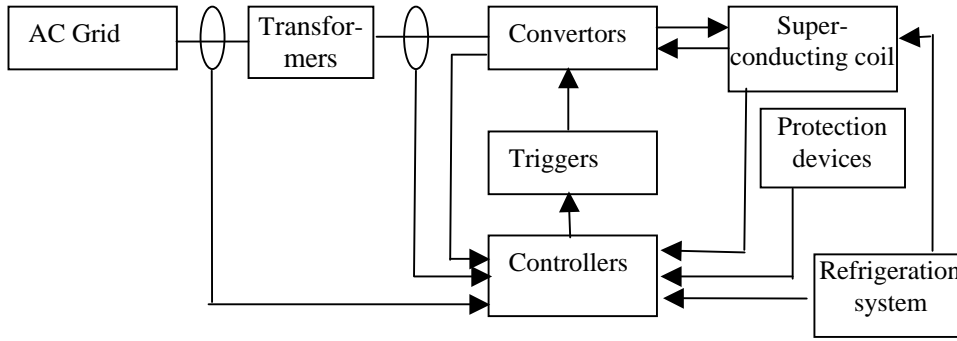 AC Grid
Transfor-
mers
Convertors
Super-
conducting coil
Triggers
Protection
devices
Controllers
Refrigeration
system